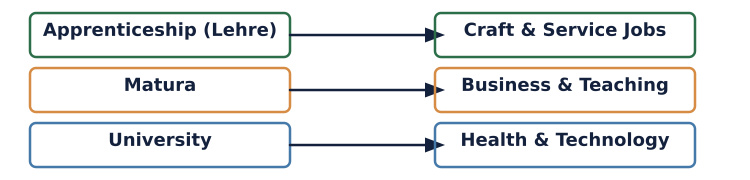 Apprenticeship (Lehre)
Craft & Service Jobs
Matura
Business & Teaching
University
Health & Technology